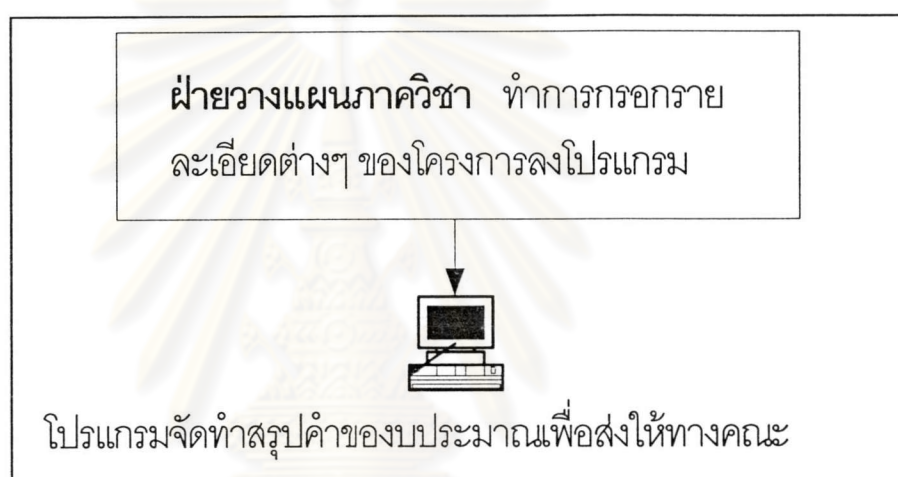 ฝ่ายวางแผนภาควิชา ทำการกรอกราย
ละเอียดต่างๆ ของโครงการลงโปรแกรม
โปรแกรมจัดทำสรุปคำของบประมาณเพื่อส่งให้ทางคณะ